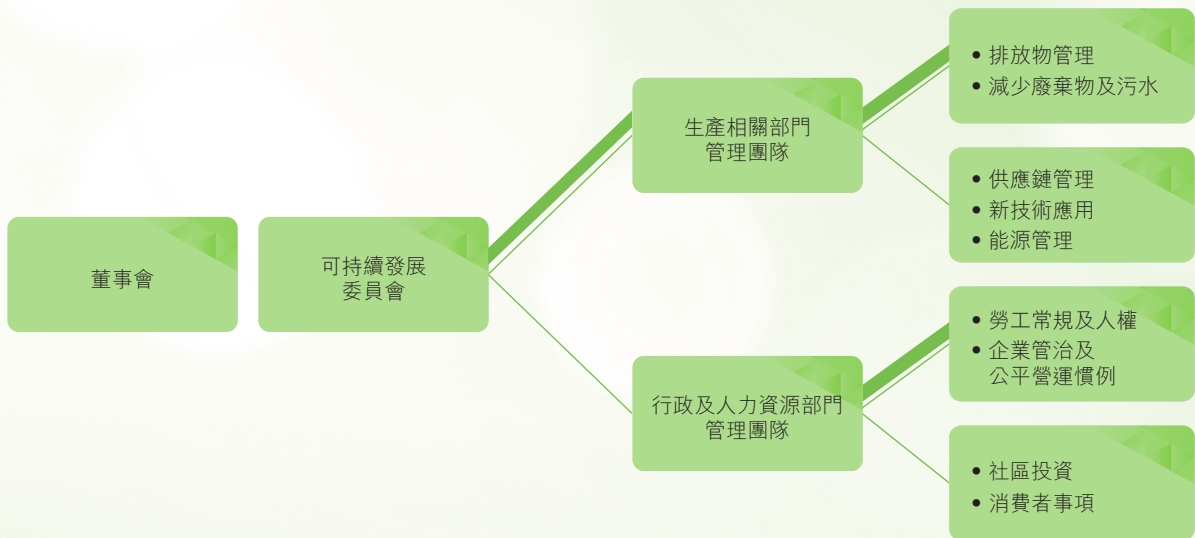 董事會
可持續發展
委員會
生產相關部門
管理團隊
• 排放物管理
• 減少廢棄物及污水
• 供應鏈管理
• 新技術應用
• 能源管理
行政及人力資源部門
管理團隊
• 勞工常規及人權
• 企業管治及
公平營運慣例
• 社區投資
• 消費者事項